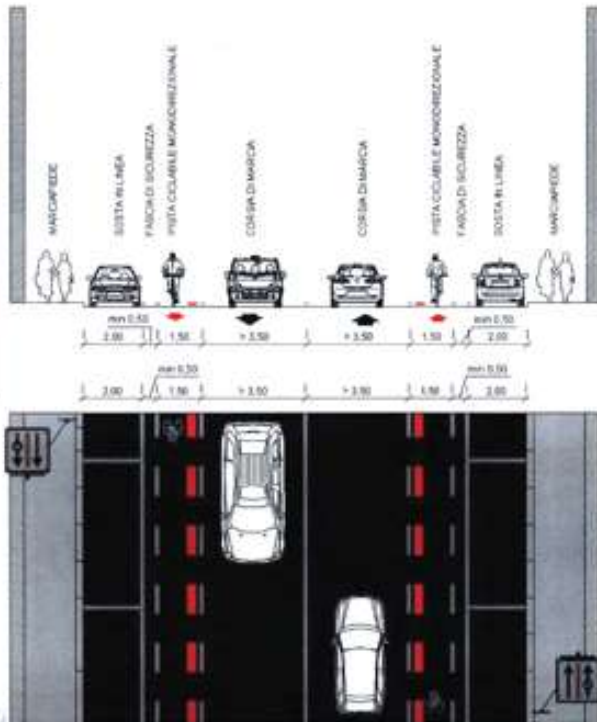 MARCIAPIEDE
SOSTA IN LINEA
FASCIA DI SICUREZZA
PISTA CICLABILE MONODIREZIONALE
CORSIA DI MARCIA
CORSIA DI MARCIA
PISTA CICLABILE MONODIREZIONALE
FASCIA DI SICUREZZA
SOSTA IN LINEA
MARCIAPIEDE
min 0,50
min 0,50
2.00
1.50
> 3.50
> 3.50
1.50
2.00
min 0,50
min 0,50
2.00
1.50
> 3.50
> 3.50
1.50
2.00